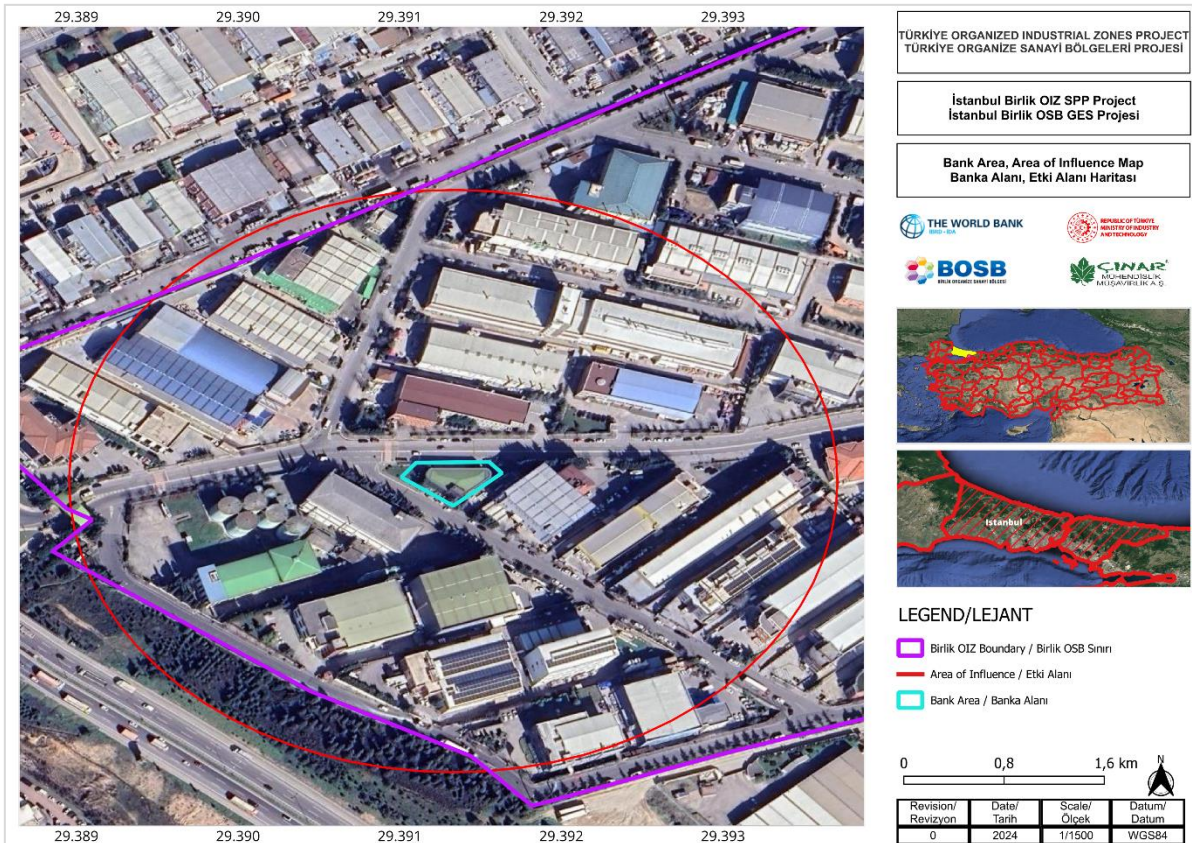 29.389 29.390 29.391 29.392 29.393
TÜRKİYE ORGANIZED INDUSTRIAL ZONES PROJECT
TÜRKİYE ORGANİZE SANAYİ BÖLGELERİ PROJESİ
İstanbul Birlik OIZ SPP Project
İstanbul Birlik OSB GES Projesi
Bank Area, Area of Influence Map
Banka Alanı, Etki Alanı Haritası
THE WORLD BANK
IBRD • IDA
REPUBLIC OF TÜRKİYE
MINISTRY OF INDUSTRY
AND TECHNOLOGY
BOSB
BİRLİK ORGANİZE SANAYİ BÖLGESİ
ÇINAR
MÜHENDİSLİK
MÜŞAVİRLİK A.Ş.
İstanbul
LEGEND/LEJANT
Birlik OIZ Boundary / Birlik OSB Sınırı
Area of Influence / Etki Alanı
Bank Area / Banka Alanı
0 0,8 1,6 km
N
Revision/ Date/ Scale/ Datum/
Revizyon Tarih Ölçek Datum
0 2024 1/1500 WGS84
29.389 29.390 29.391 29.392 29.393